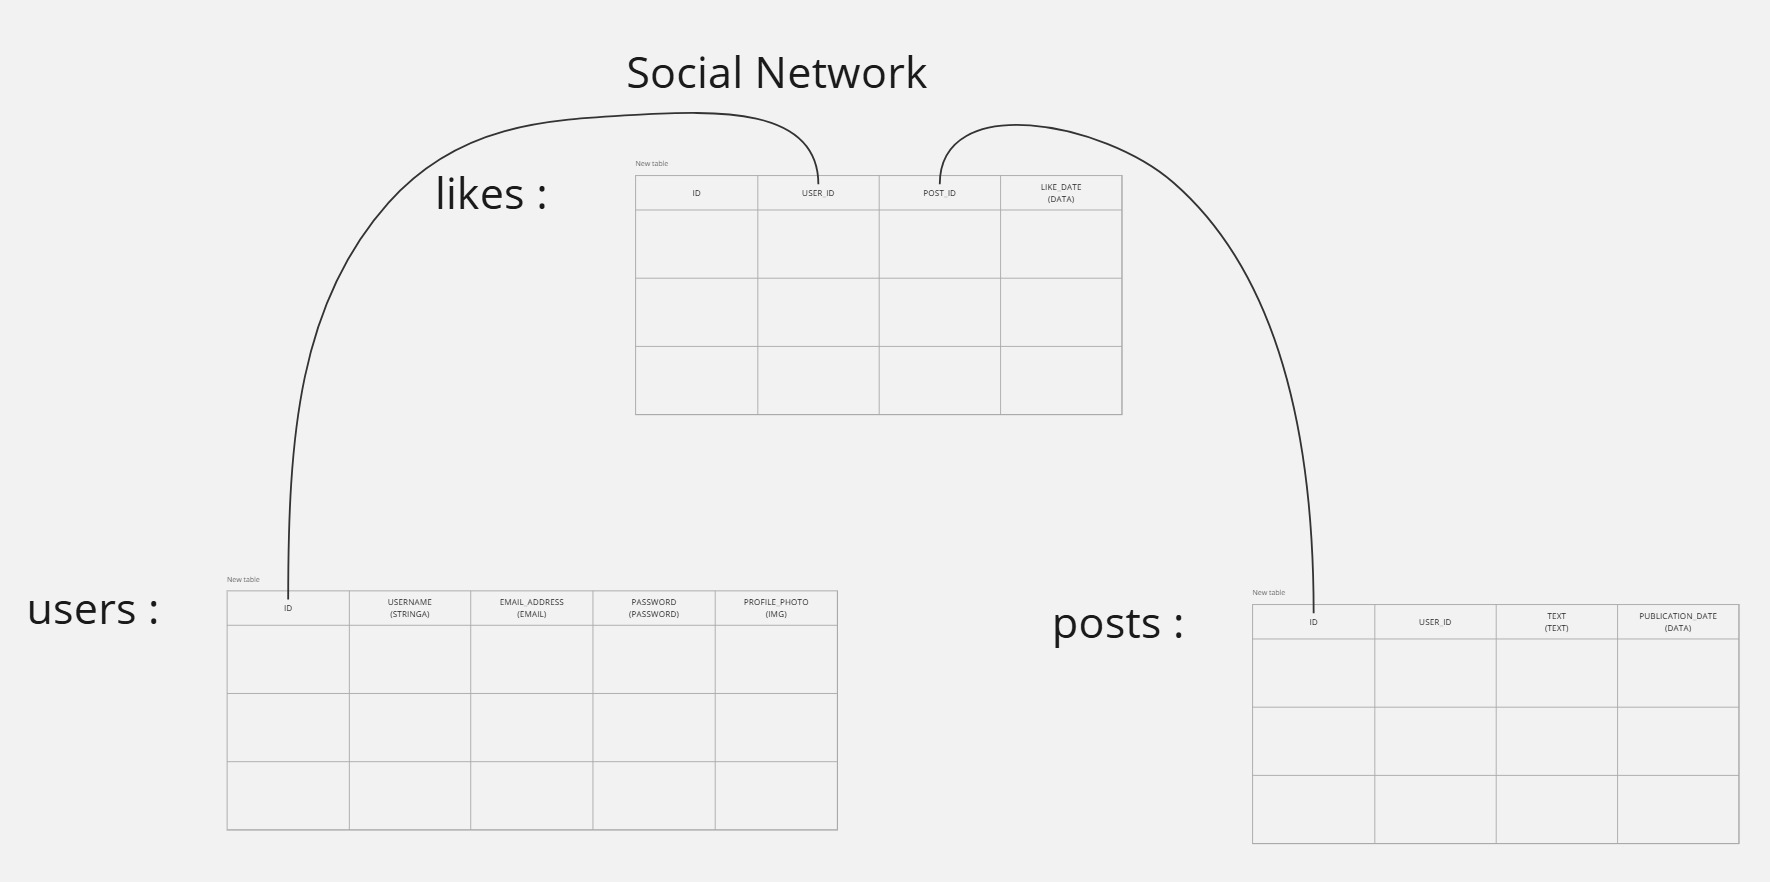 Social Network
likes :
New table
ID
USER_ID
POST_ID
LIKE_DATE
(DATA)
users :
New table
ID
USERNAME
(STRINGA)
EMAIL_ADDRESS
(EMAIL)
PASSWORD
(PASSWORD)
PROFILE_PHOTO
(IMG)
posts :
New table
ID
USER_ID
TEXT
(TEXT)
PUBLICATION_DATE
(DATA)